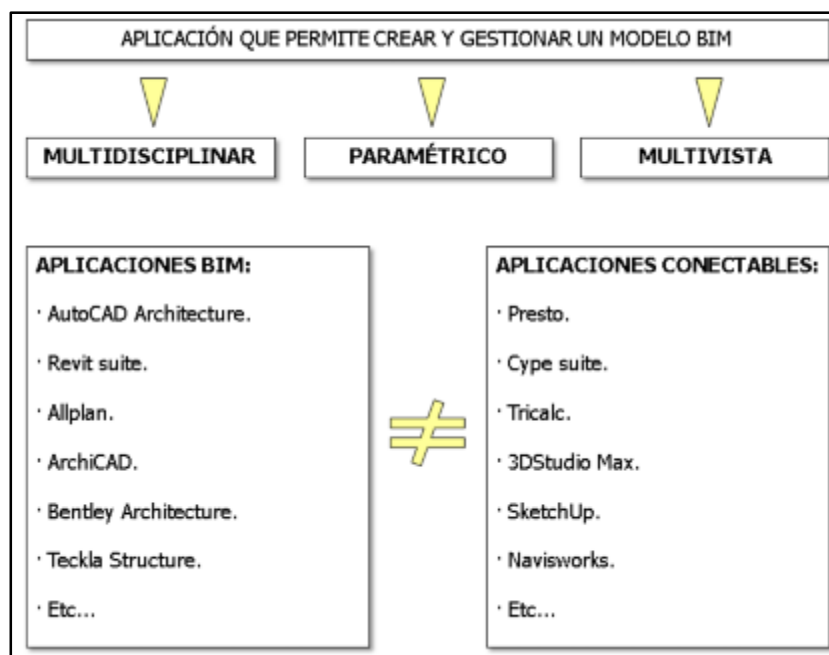 APLICACIÓN QUE PERMITE CREAR Y GESTIONAR UN MODELO BIM
MULTIDISCIPLINAR
PARAMÉTRICO
MULTIVISTA
APLICACIONES BIM:
· AutoCAD Architecture.
· Revit suite.
· Allplan.
· ArchiCAD.
· Bentley Architecture.
· Teckla Structure.
· Etc...
≠
APLICACIONES CONECTABLES:
· Presto.
· Cype suite.
· Tricalc.
· 3DStudio Max.
· SketchUp.
· Navisworks.
· Etc...